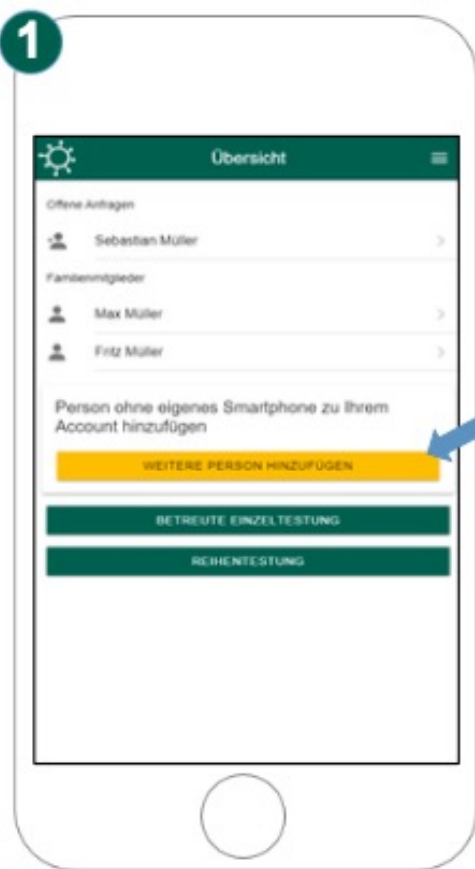 1
Übersicht
Offene Anfragen
Sebastian Müller
Familienmitglieder
Max Müller
Fritz Müller
Person ohne eigenes Smartphone zu Ihrem
Account hinzufügen
WEITERE PERSON HINZUFÜGEN
BETREUTE EINZELTESTUNG
REIHENTESTUNG